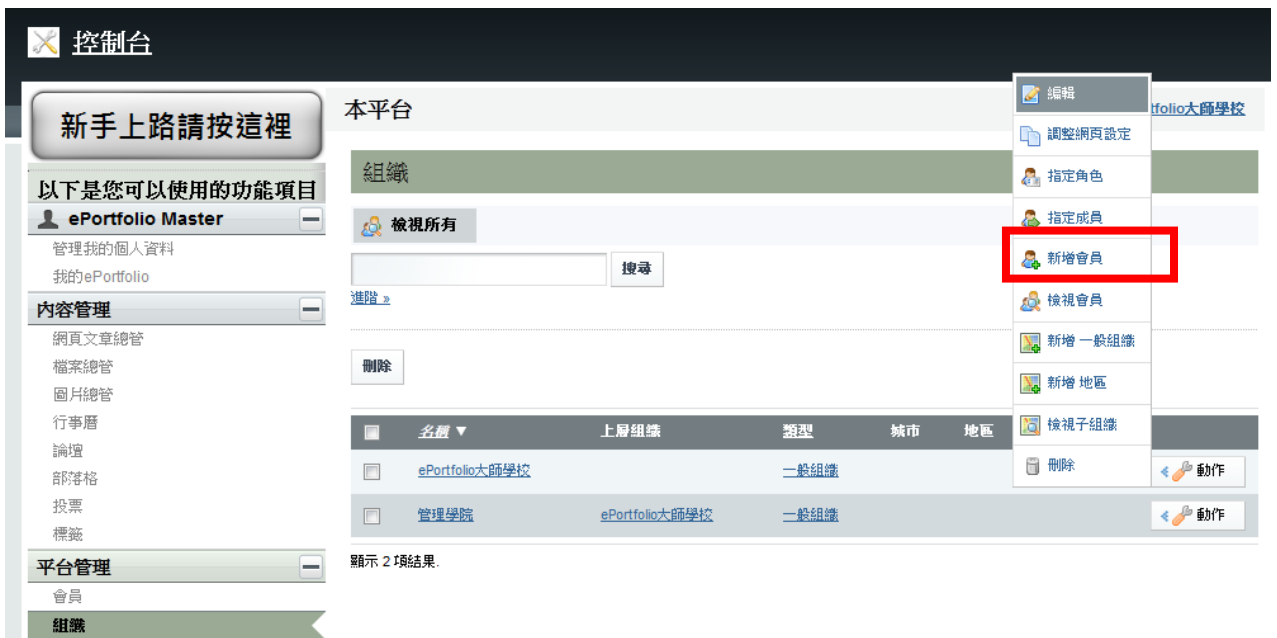 控制台
新手上路請按這裡
以下是您可以使用的功能項目
ePortfolio Master
管理我的個人資料
我的ePortfolio
內容管理
網頁文章總管
檔案總管
圖片總管
行事曆
論壇
部落格
投票
標籤
平台管理
會員
組織
本平台
tfolio大師學校
組織
檢視所有
搜尋
進階 »
刪除
名稱 ▼ 上層組織 類型 城市 地區
ePortfolio大師學校 一般組織 動作
管理學院 ePortfolio大師學校 一般組織 動作
顯示 2 項結果.
編輯
調整網頁設定
指定角色
指定成員
新增會員
檢視會員
新增 一般組織
新增 地區
檢視子組織
刪除